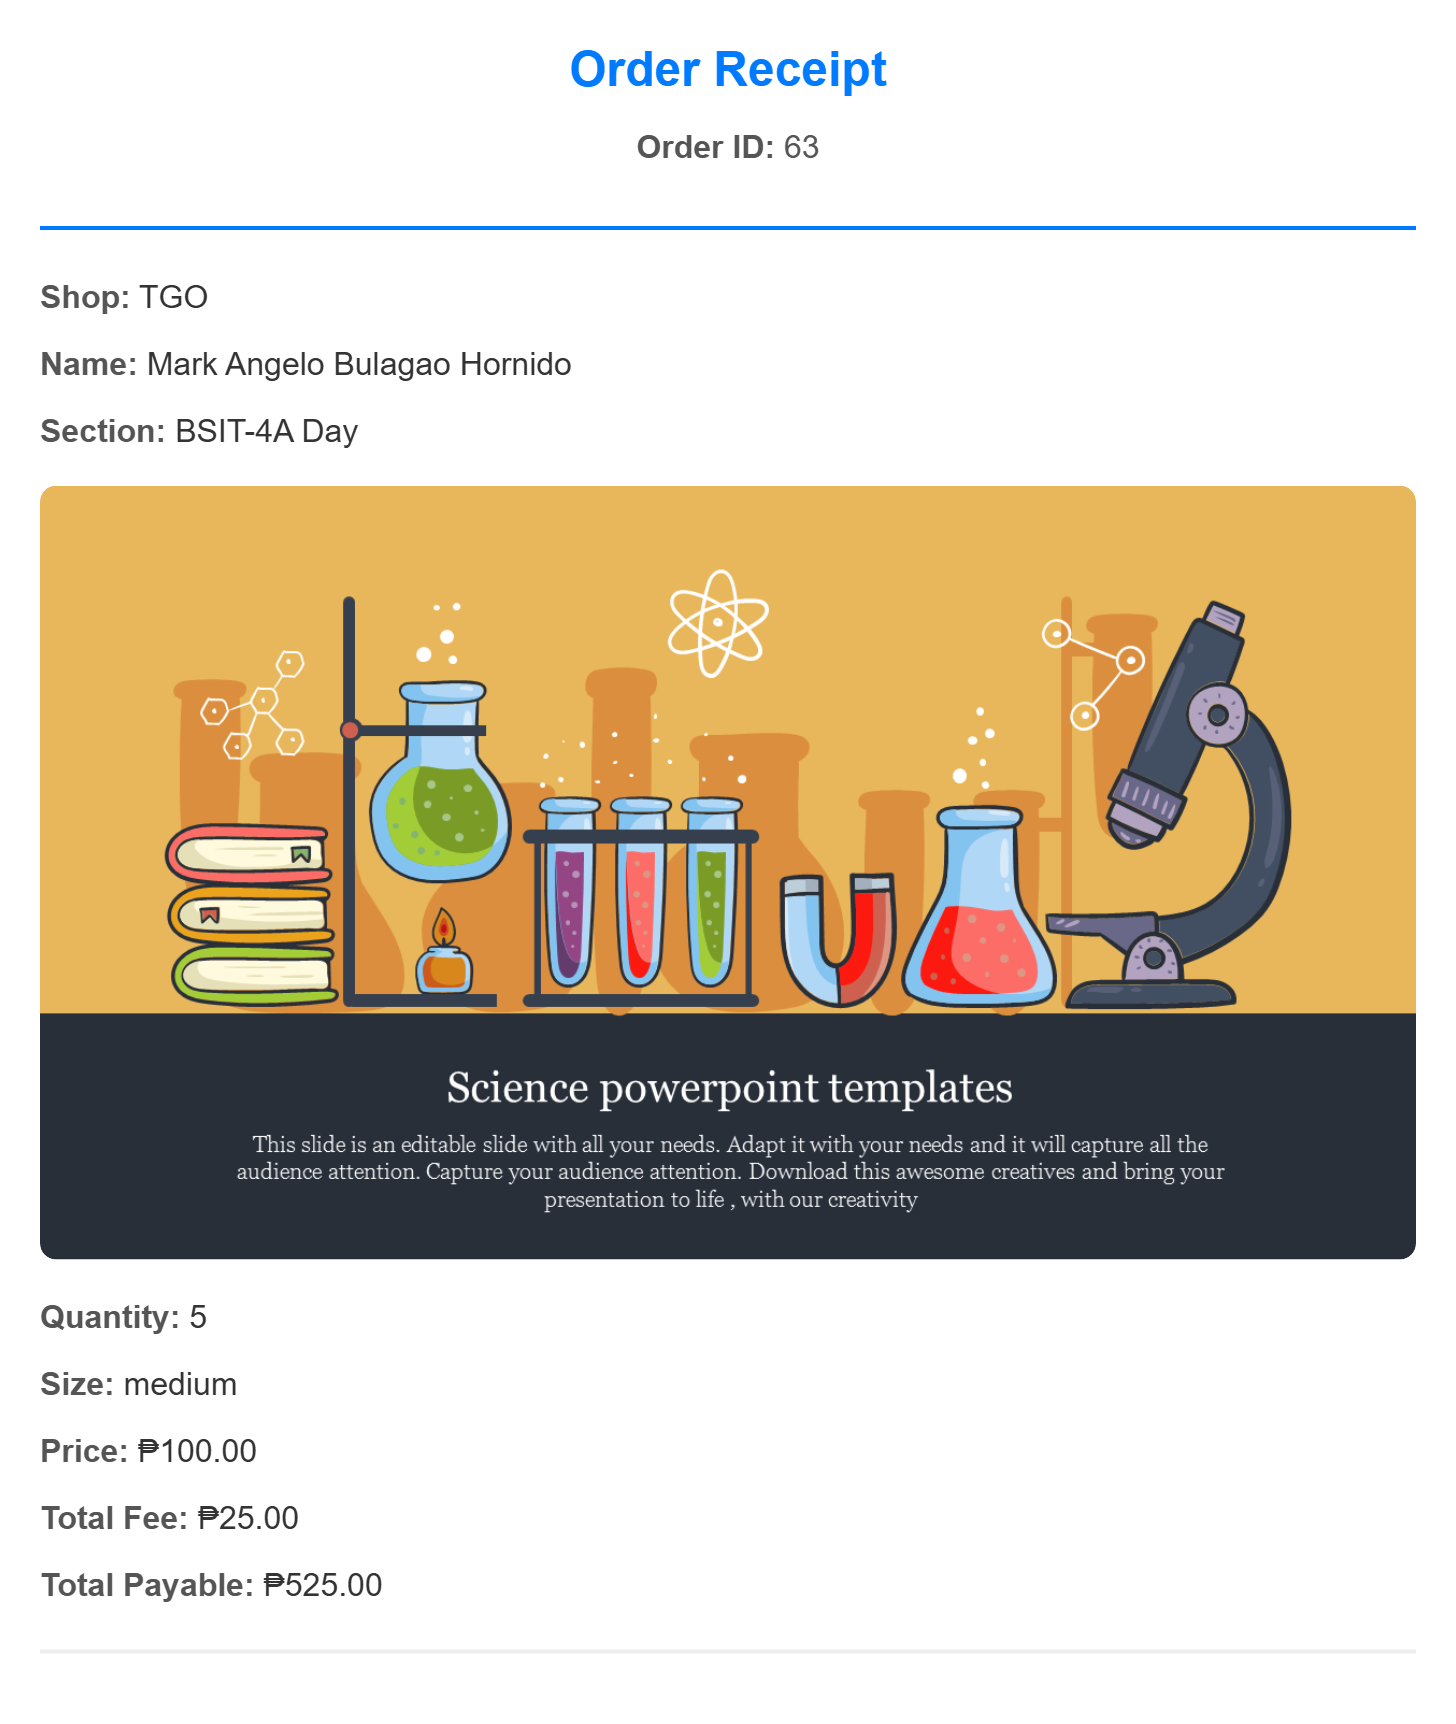 Order Receipt
Order ID: 63
Shop: TGO
Name: Mark Angelo Bulagao Hornido
Section: BSIT-4A Day
Science powerpoint templates
This slide is an editable slide with all your needs. Adapt it with your needs and it will capture all the
audience attention. Capture your audience attention. Download this awesome creatives and bring your
presentation to life , with our creativity
Quantity: 5
Size: medium
Price: ₱100.00
Total Fee: ₱25.00
Total Payable: ₱525.00